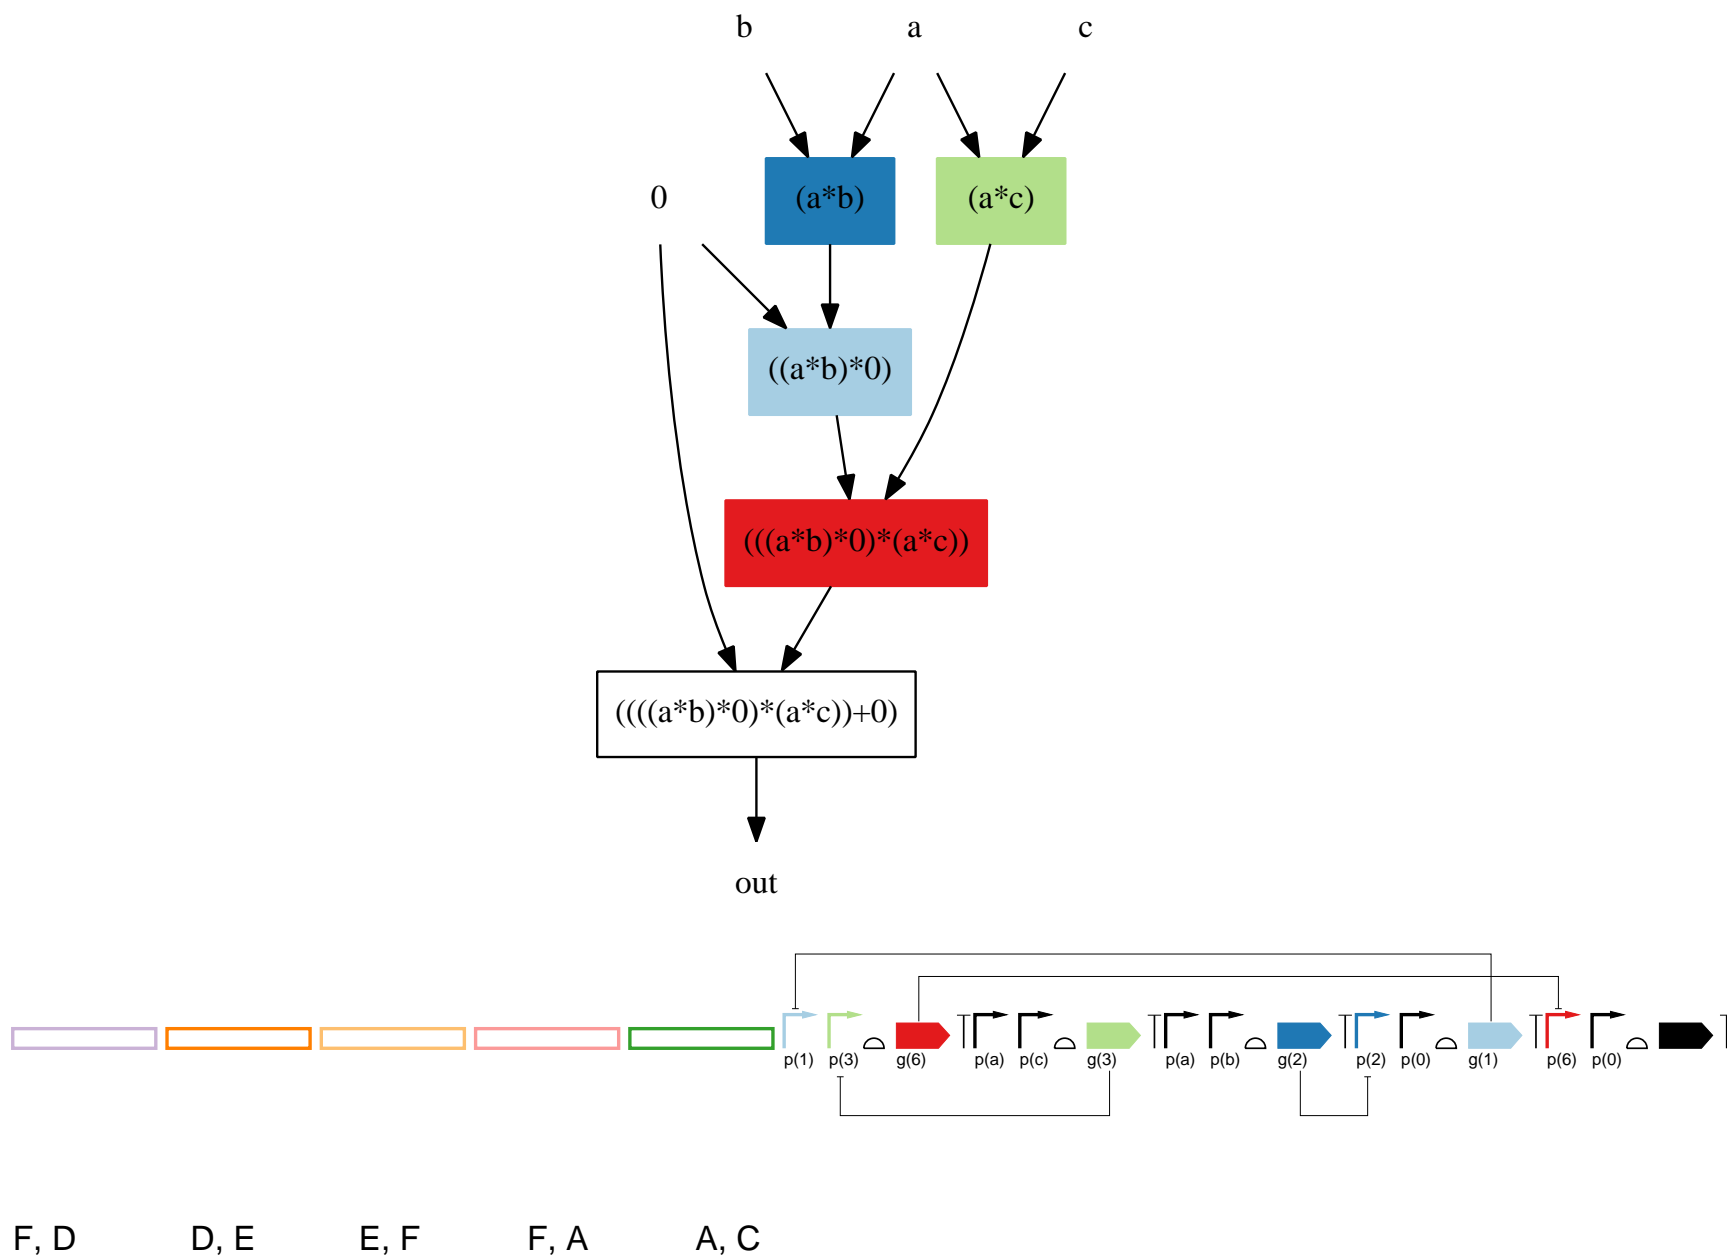 b a c
0 (a*b) (a*c)
((a*b)*0)
(((a*b)*0)*(a*c))
((((a*b)*0)*(a*c))+0)
out
p(1) p(3) g(6) p(a) p(c) g(3) p(a) p(b) g(2) p(2) p(0) g(1) p(6) p(0)
F, D D, E E, F F, A A, C